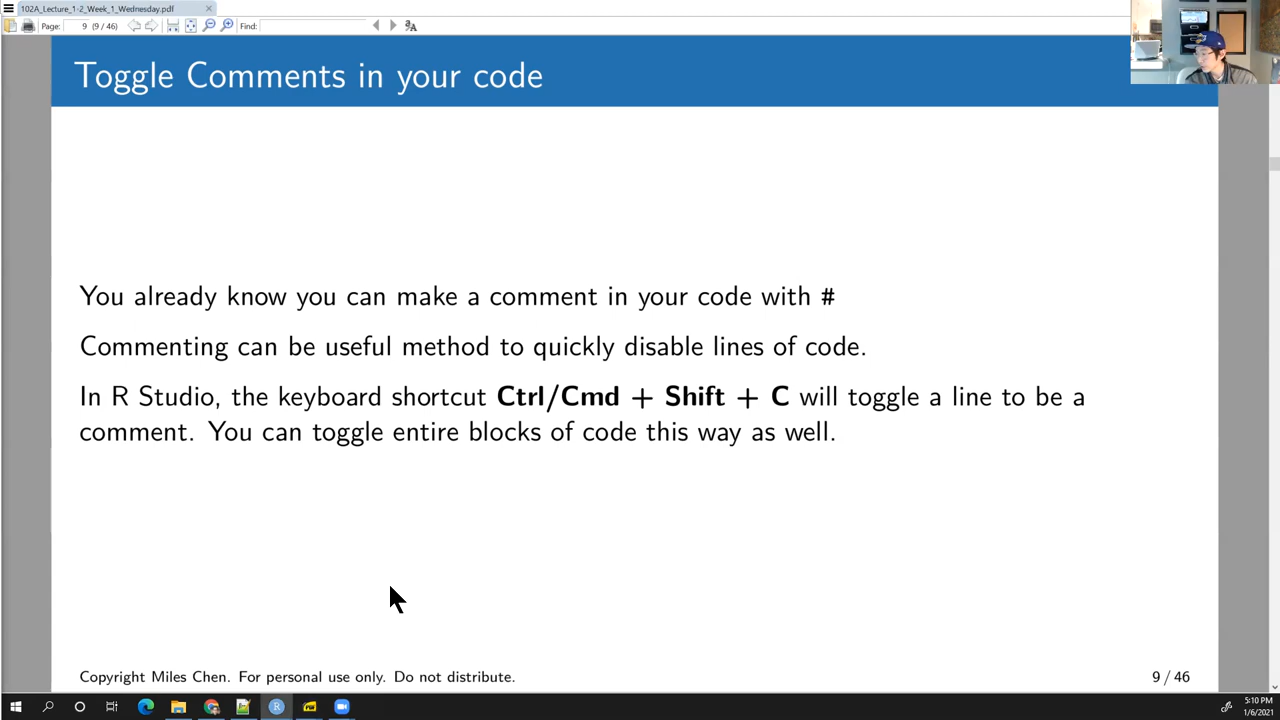 102A_Lecture_1-2_Week_1_Wednesday.pdf
Page: 9 (9 / 46) Find:
Toggle Comments in your code
You already know you can make a comment in your code with #
Commenting can be useful method to quickly disable lines of code.
In R Studio, the keyboard shortcut Ctrl/Cmd + Shift + C will toggle a line to be a
comment. You can toggle entire blocks of code this way as well.
Copyright Miles Chen. For personal use only. Do not distribute.
9 / 46
5:10 PM
1/6/2021